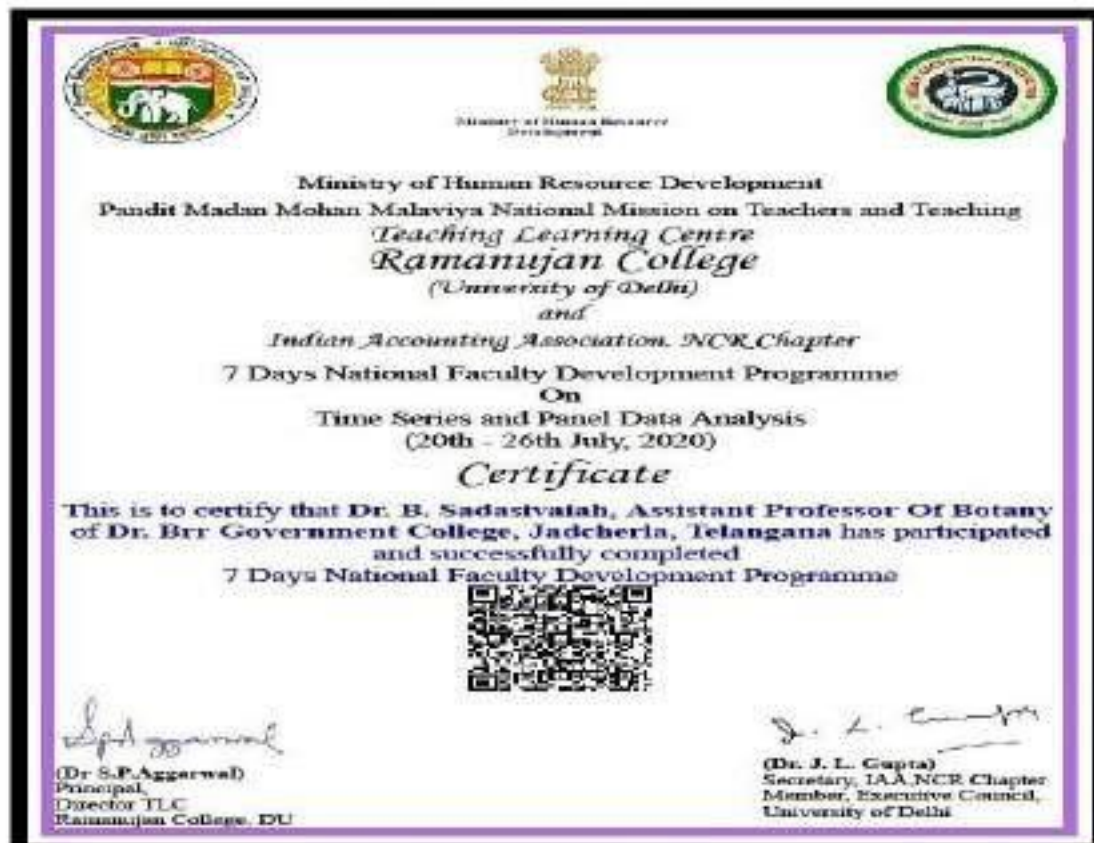 Ministry of Human Resource
Development
Ministry of Human Resource Development
Pandit Madan Mohan Malaviya National Mission on Teachers and Teaching
Teaching Learning Centre
Ramanujan College
(University of Delhi)
and
Indian Accounting Association, NCR Chapter
7 Days National Faculty Development Programme
On
Time Series and Panel Data Analysis
(20th - 26th July, 2020)
Certificate
This is to certify that Dr. B. Sadasivaiah, Assistant Professor Of Botany
of Dr. Brr Government College, Jadcherla, Telangana has participated
and successfully completed
7 Days National Faculty Development Programme
(Dr S.P.Aggarwal)
Principal,
Director TLC
Ramanujan College, DU
(Dr. J. L. Gupta)
Secretary, IAA,NCR Chapter
Member, Executive Council,
University of Delhi